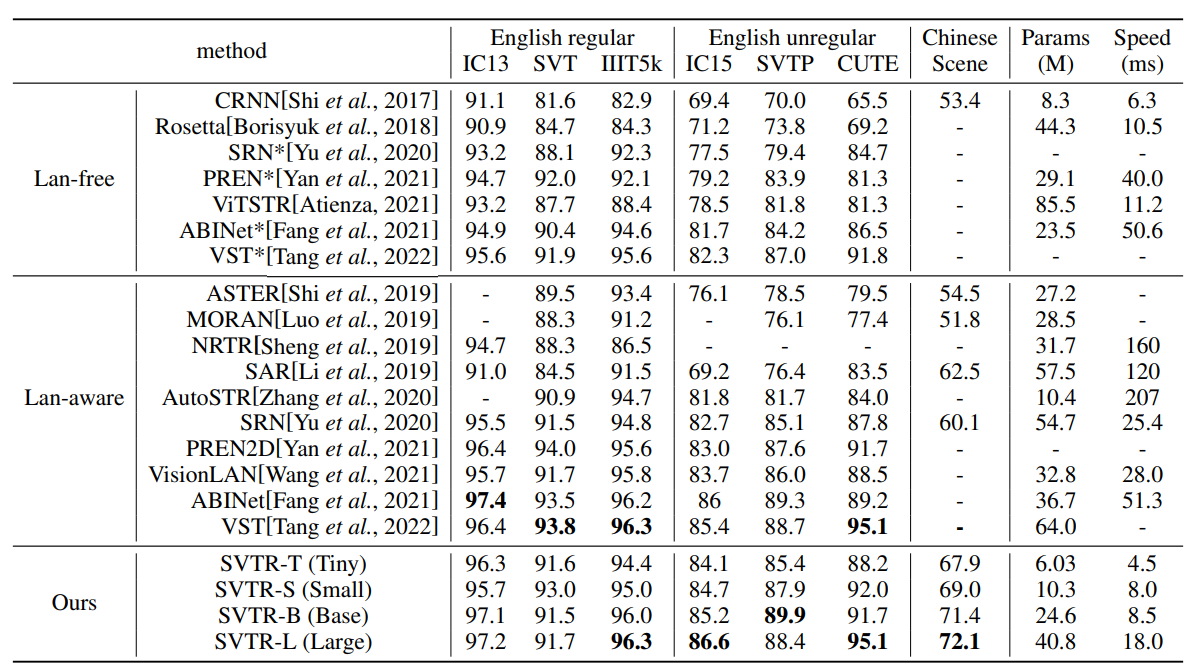 method English regular English unregular Chinese Params Speed
IC13 SVT IIIT5k IC15 SVTP CUTE Scene (M) (ms)
CRNN[Shi et al., 2017] 91.1 81.6 82.9 69.4 70.0 65.5 53.4 8.3 6.3
Rosetta[Borisyuk et al., 2018] 90.9 84.7 84.3 71.2 73.8 69.2 - 44.3 10.5
SRN*[Yu et al., 2020] 93.2 88.1 92.3 77.5 79.4 84.7 - - -
Lan-free PREN*[Yan et al., 2021] 94.7 92.0 92.1 79.2 83.9 81.3 - 29.1 40.0
ViTSTR[Atienza, 2021] 93.2 87.7 88.4 78.5 81.8 81.3 - 85.5 11.2
ABINet*[Fang et al., 2021] 94.9 90.4 94.6 81.7 84.2 86.5 - 23.5 50.6
VST*[Tang et al., 2022] 95.6 91.9 95.6 82.3 87.0 91.8 - - -
ASTER[Shi et al., 2019] - 89.5 93.4 76.1 78.5 79.5 54.5 27.2 -
MORAN[Luo et al., 2019] - 88.3 91.2 - 76.1 77.4 51.8 28.5 -
NRTR[Sheng et al., 2019] 94.7 88.3 86.5 - - - - 31.7 160
SAR[Li et al., 2019] 91.0 84.5 91.5 69.2 76.4 83.5 62.5 57.5 120
Lan-aware AutoSTR[Zhang et al., 2020] - 90.9 94.7 81.8 81.7 84.0 - 10.4 207
SRN[Yu et al., 2020] 95.5 91.5 94.8 82.7 85.1 87.8 60.1 54.7 25.4
PREN2D[Yan et al., 2021] 96.4 94.0 95.6 83.0 87.6 91.7 - - -
VisionLAN[Wang et al., 2021] 95.7 91.7 95.8 83.7 86.0 88.5 - 32.8 28.0
ABINet[Fang et al., 2021] 97.4 93.5 96.2 86 89.3 89.2 - 36.7 51.3
VST[Tang et al., 2022] 96.4 93.8 96.3 85.4 88.7 95.1 - 64.0 -
SVTR-T (Tiny) 96.3 91.6 94.4 84.1 85.4 88.2 67.9 6.03 4.5
Ours SVTR-S (Small) 95.7 93.0 95.0 84.7 87.9 92.0 69.0 10.3 8.0
SVTR-B (Base) 97.1 91.5 96.0 85.2 89.9 91.7 71.4 24.6 8.5
SVTR-L (Large) 97.2 91.7 96.3 86.6 88.4 95.1 72.1 40.8 18.0